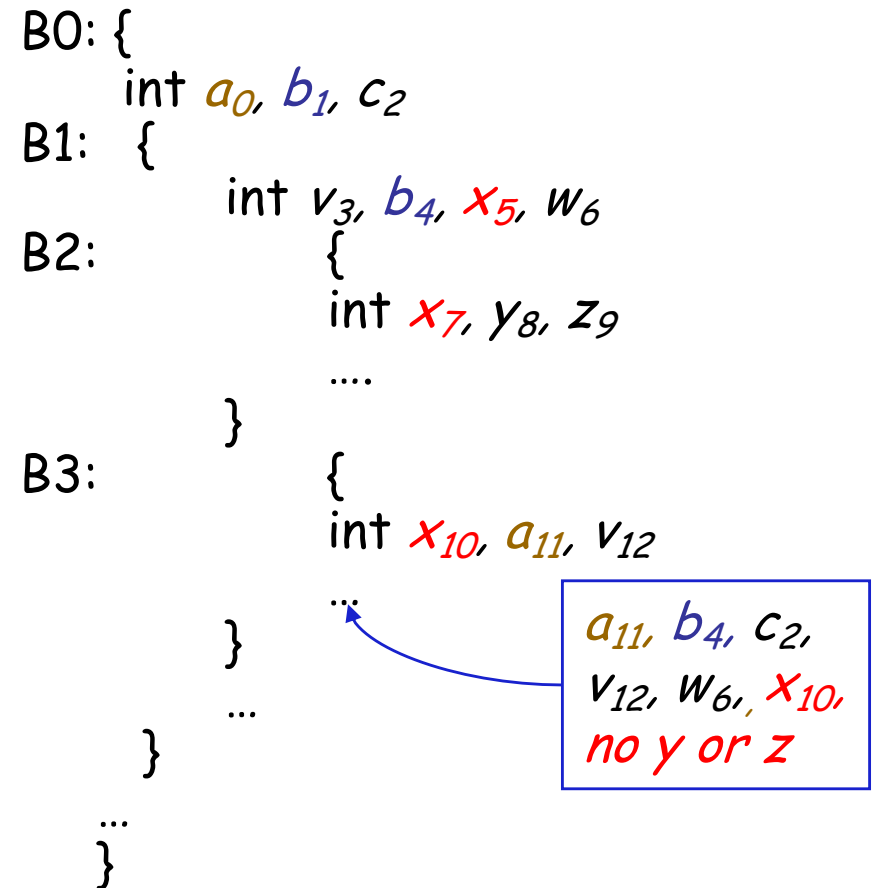 B0: {
int a0, b1, c2
B1: {
int v3, b4, x5, w6
B2: {
int x7, y8, z9
....
}
B3: {
int x10, a11, v12
...
}
...
}
...
}
a11, b4, c2,
v12, w6,, x10,
no y or z